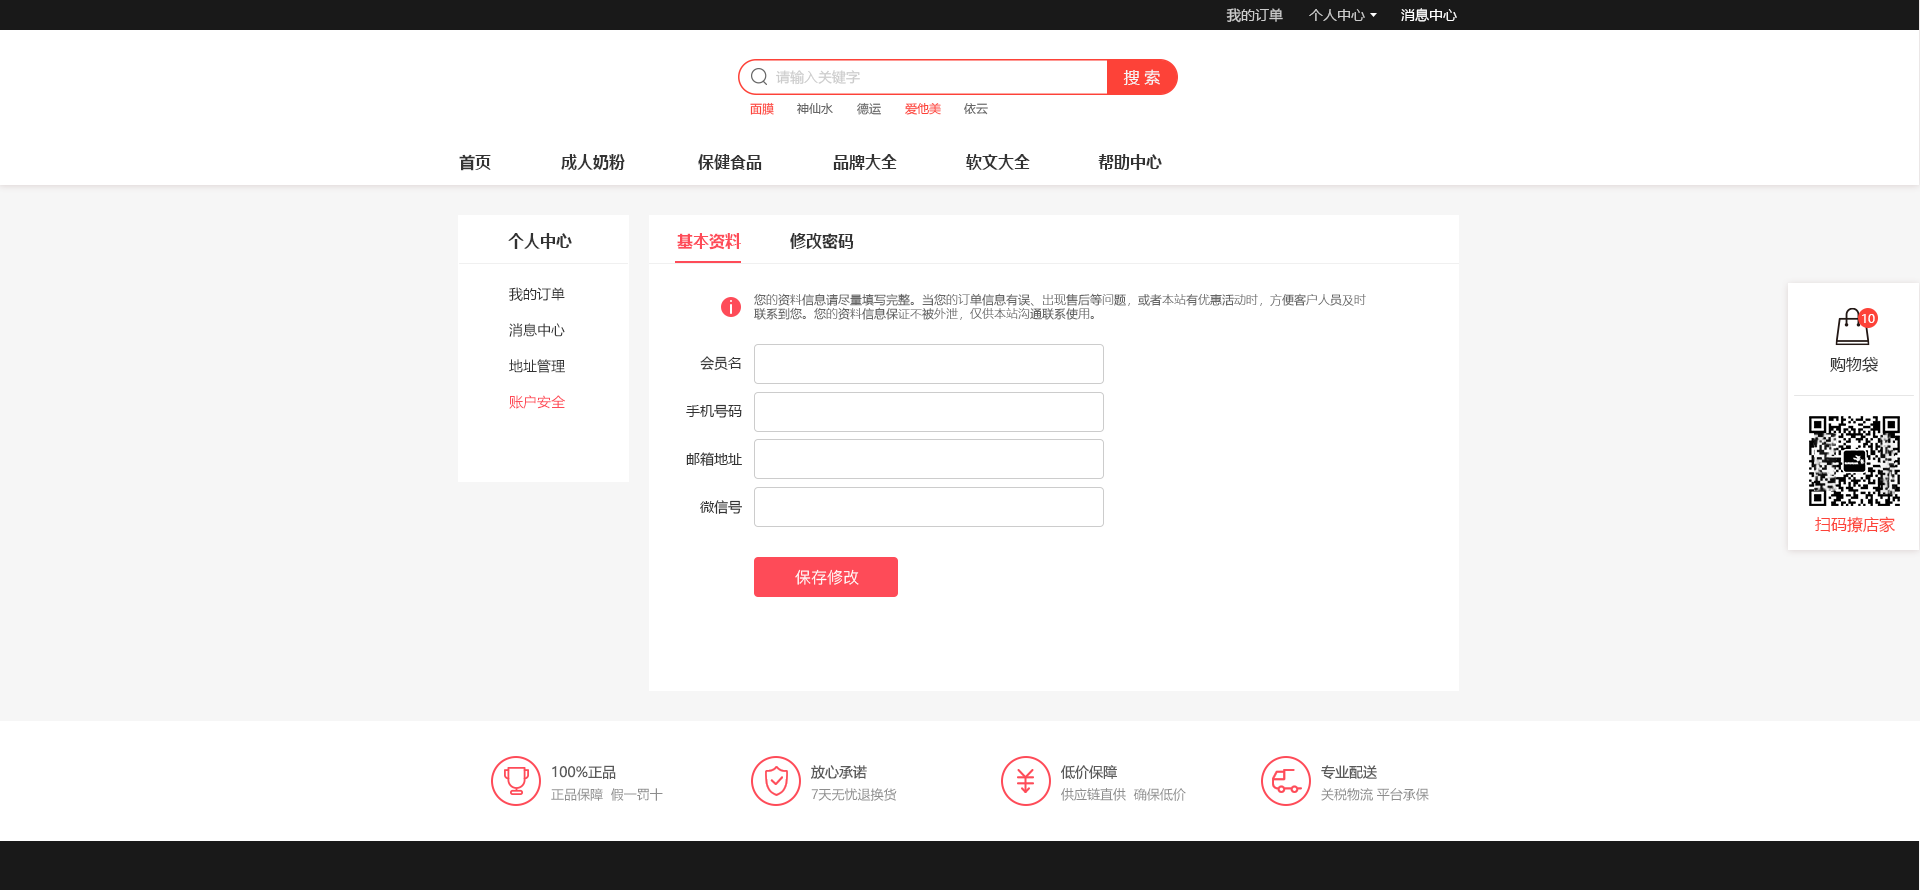 我的订单 个人中心 消息中心
请输入关键字 搜 索
面膜 神仙水 德运 爱他美 依云
首页 成人奶粉 保健食品 品牌大全 软文大全 帮助中心
个人中心
我的订单
消息中心
地址管理
账户安全
基本资料 修改密码
您的资料信息请尽量填写完整。当您的订单信息有误、出现售后等问题，或者本站有优惠活动时，方便客户人员及时
联系到您。您的资料信息保证不被外泄，仅供本站沟通联系使用。
会员名
手机号码
邮箱地址
微信号
保存修改
10
购物袋
扫码撩店家
100%正品
正品保障 假一罚十
放心承诺
7天无忧退换货
低价保障
供应链直供 确保低价
专业配送
关税物流 平台承保